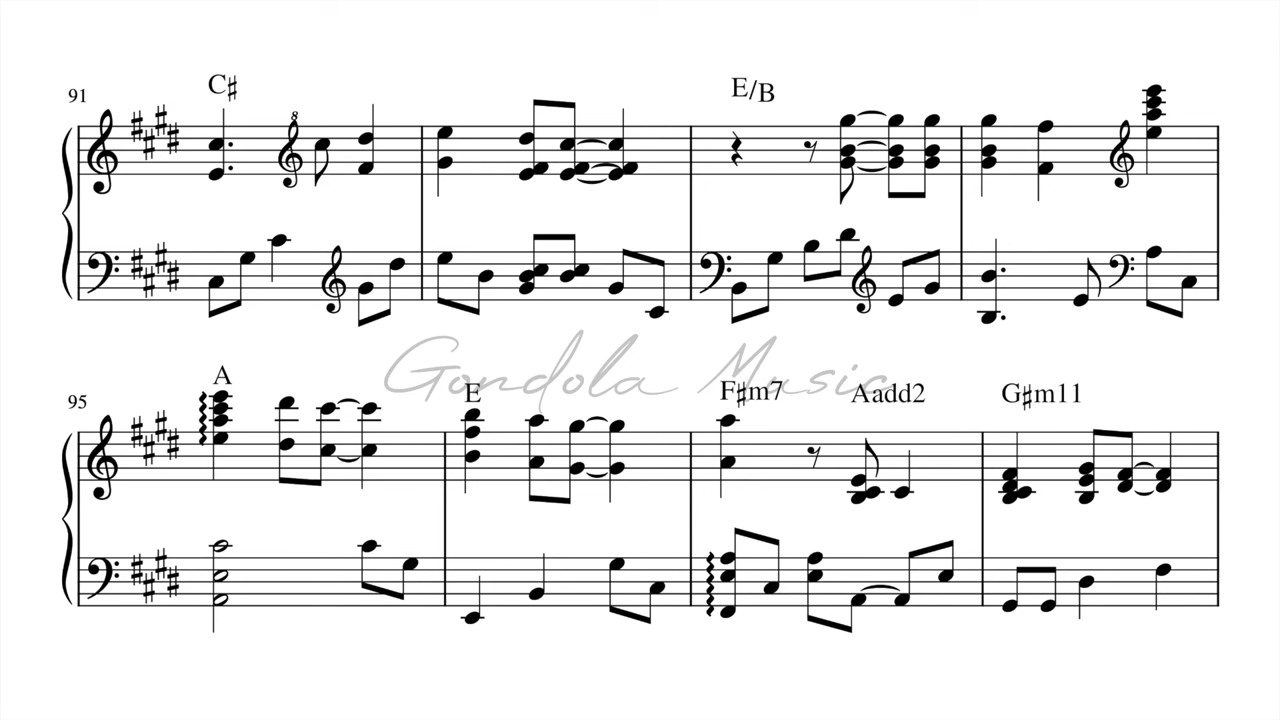 C♯ E/B
91
8
Gondola Music
A E F♯m7 Aadd2 G♯m11
95